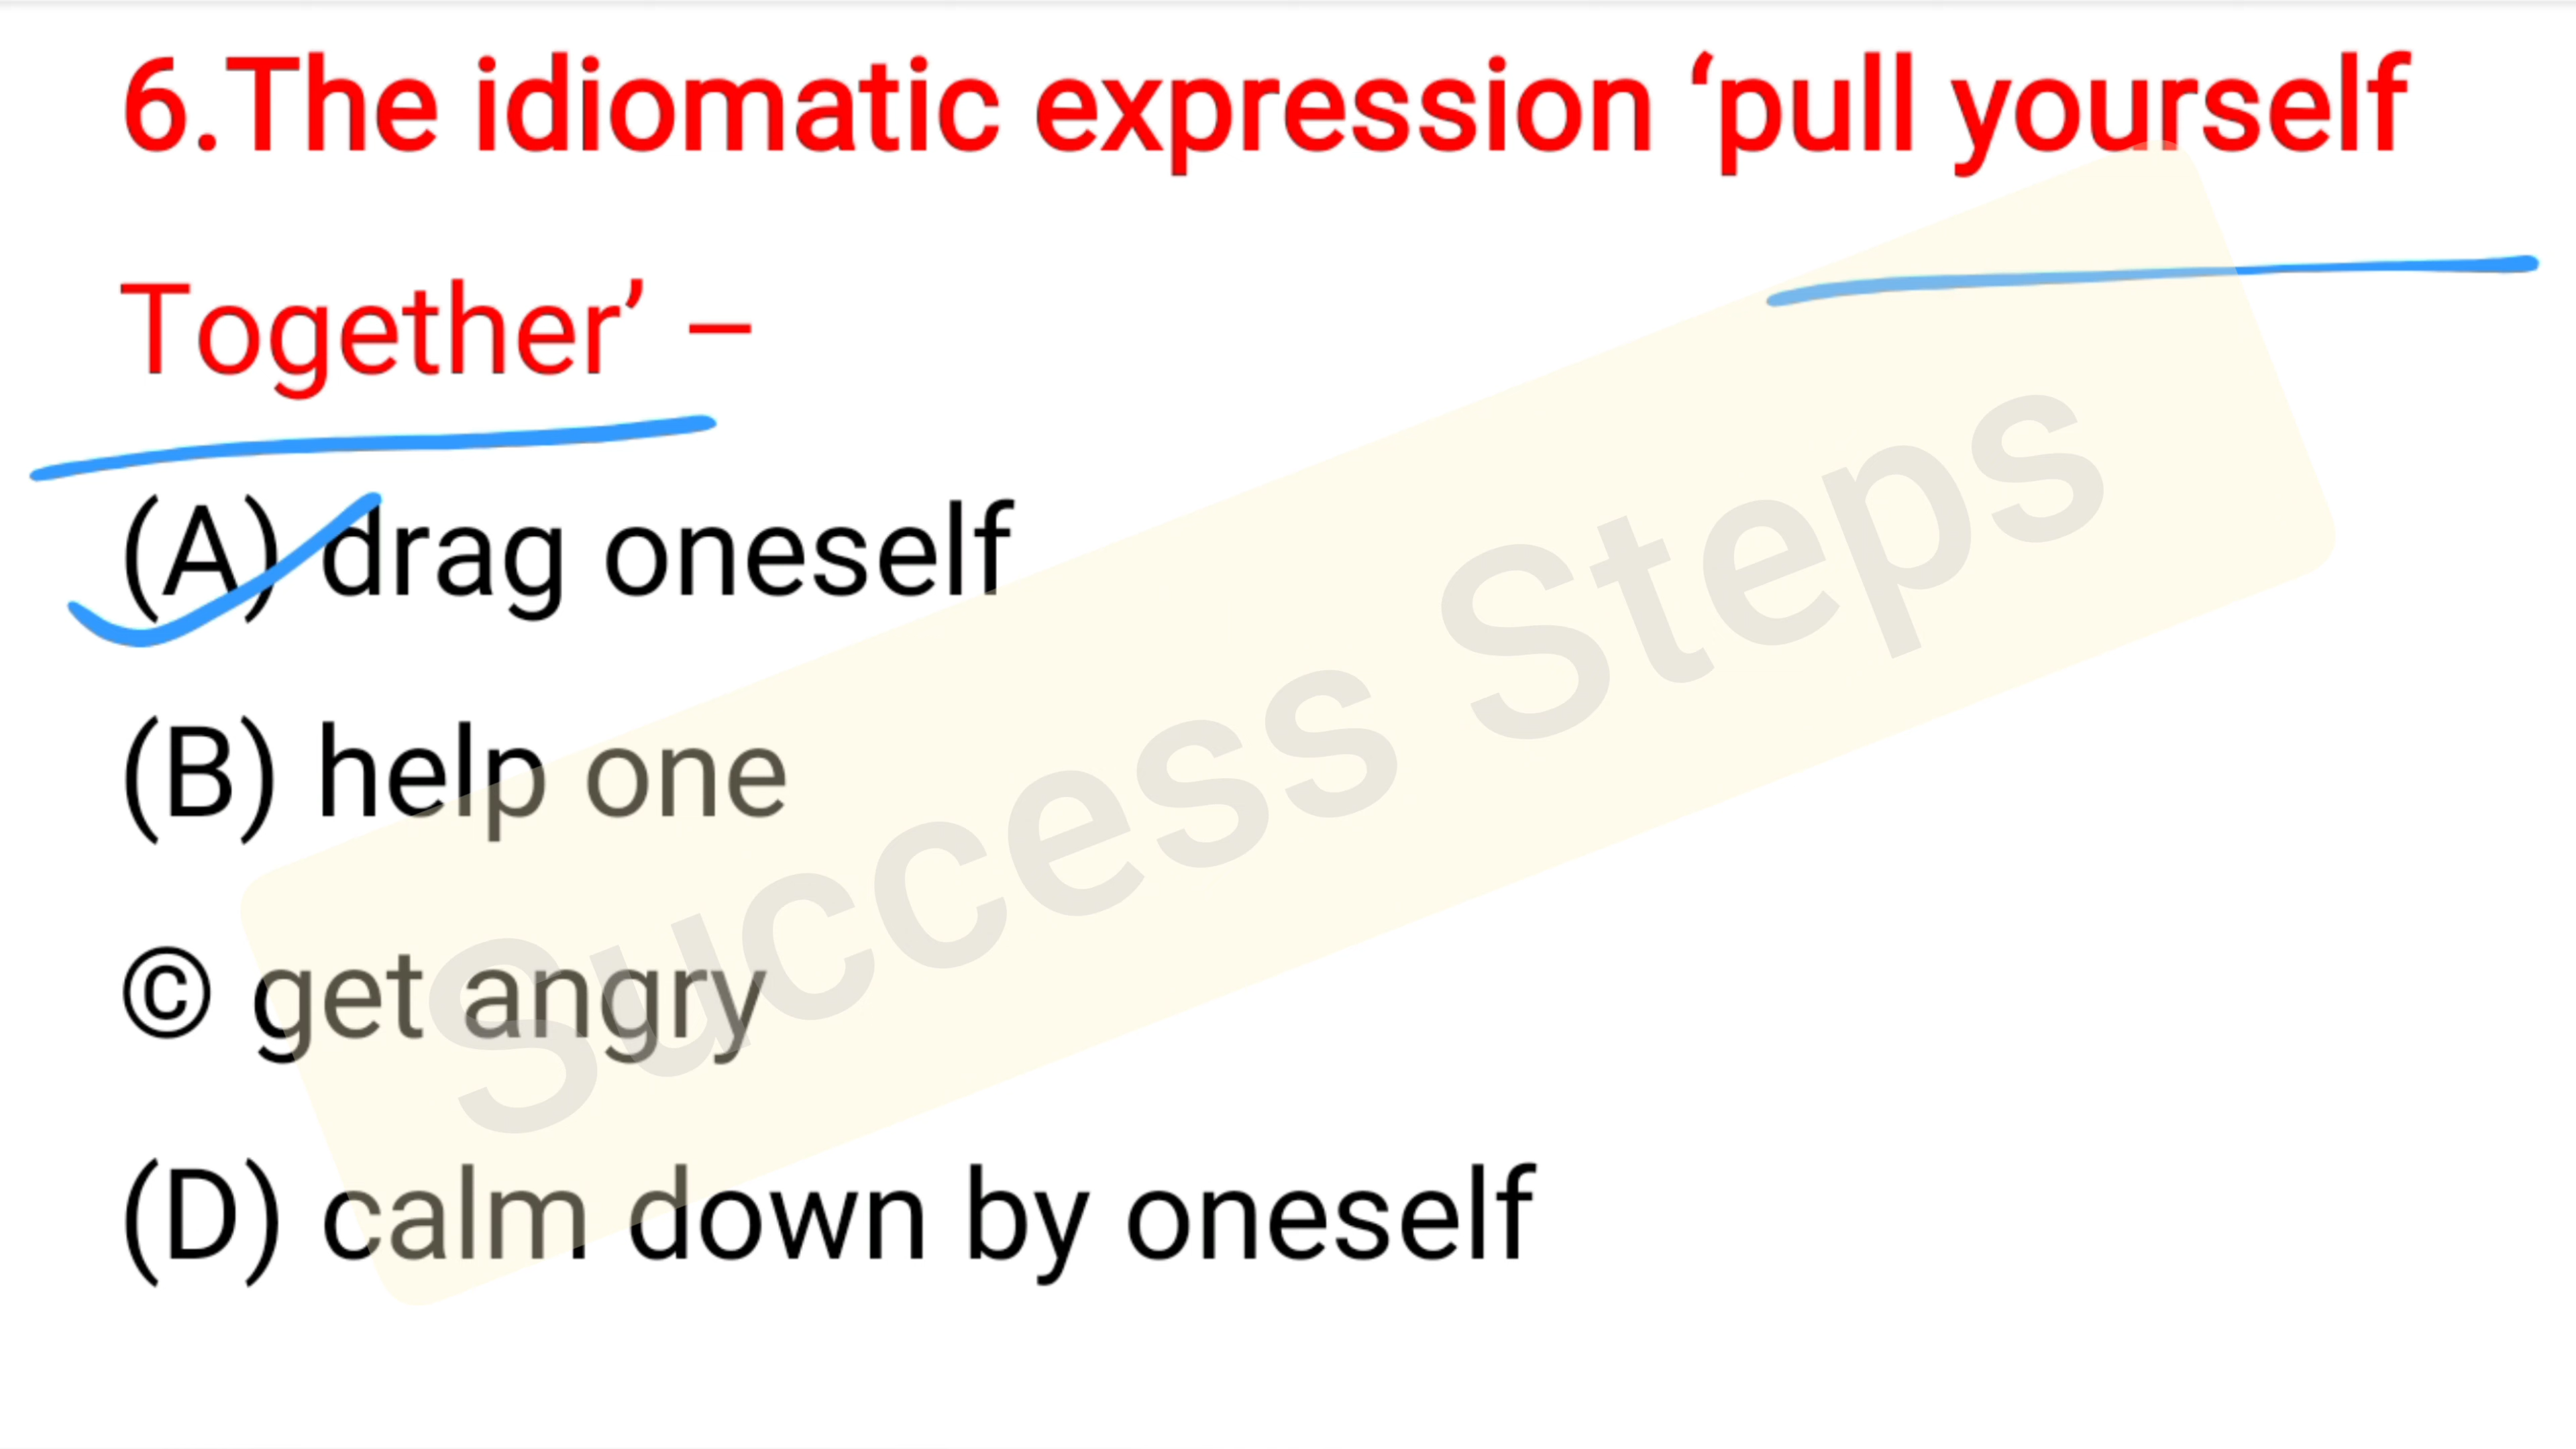 6.The idiomatic expression ‘pull yourself
Together’ –
(A) drag oneself
(B) help one
© get angry
(D) calm down by oneself
Success Steps